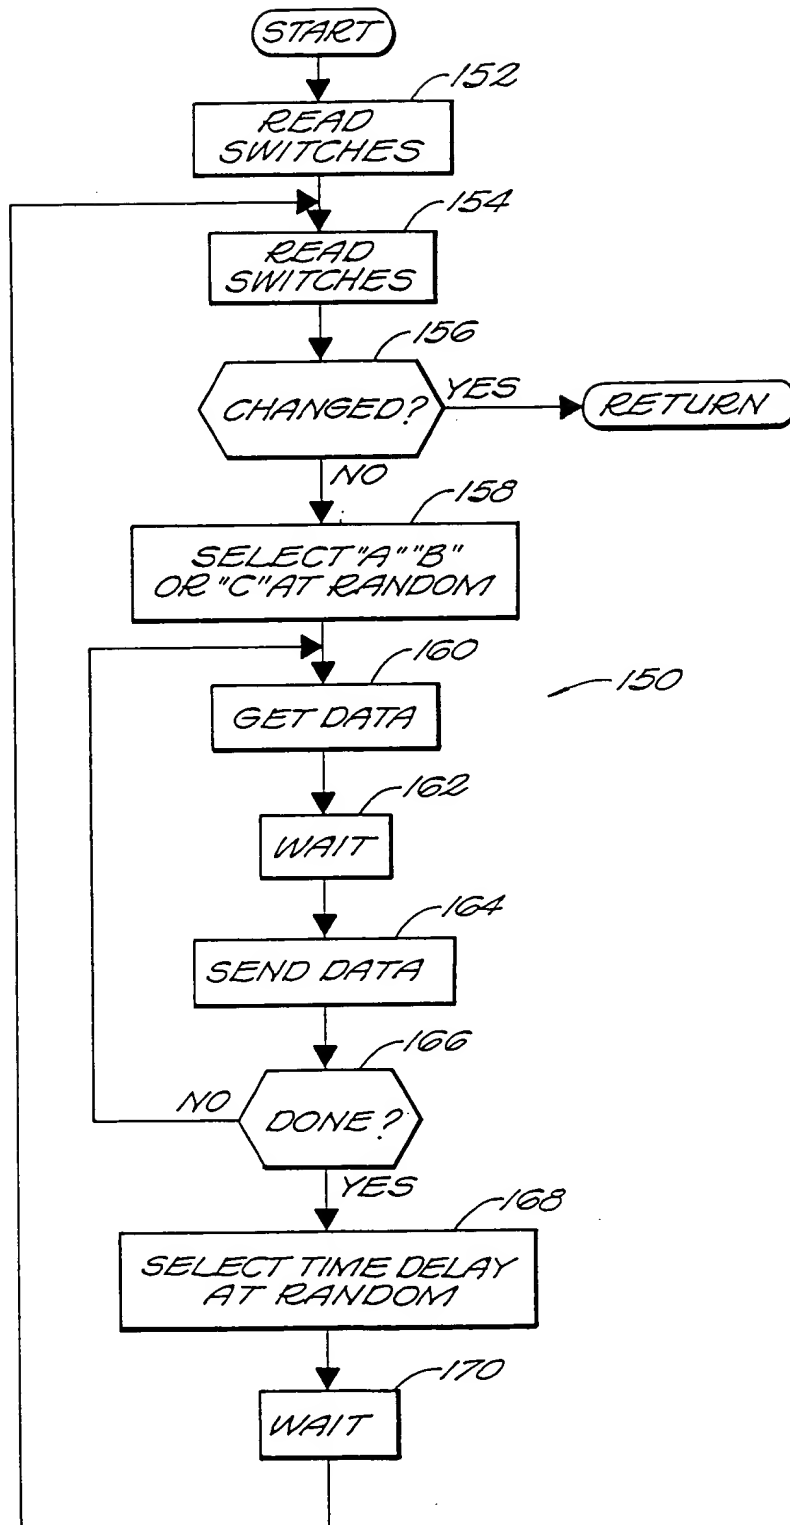 START
152
READ
SWITCHES
154
READ
SWITCHES
156
CHANGED?
YES
RETURN
NO
158
SELECT "A" "B"
OR "C" AT RANDOM
160
GET DATA
150
162
WAIT
164
SEND DATA
166
NO
DONE?
YES
168
SELECT TIME DELAY
AT RANDOM
170
WAIT